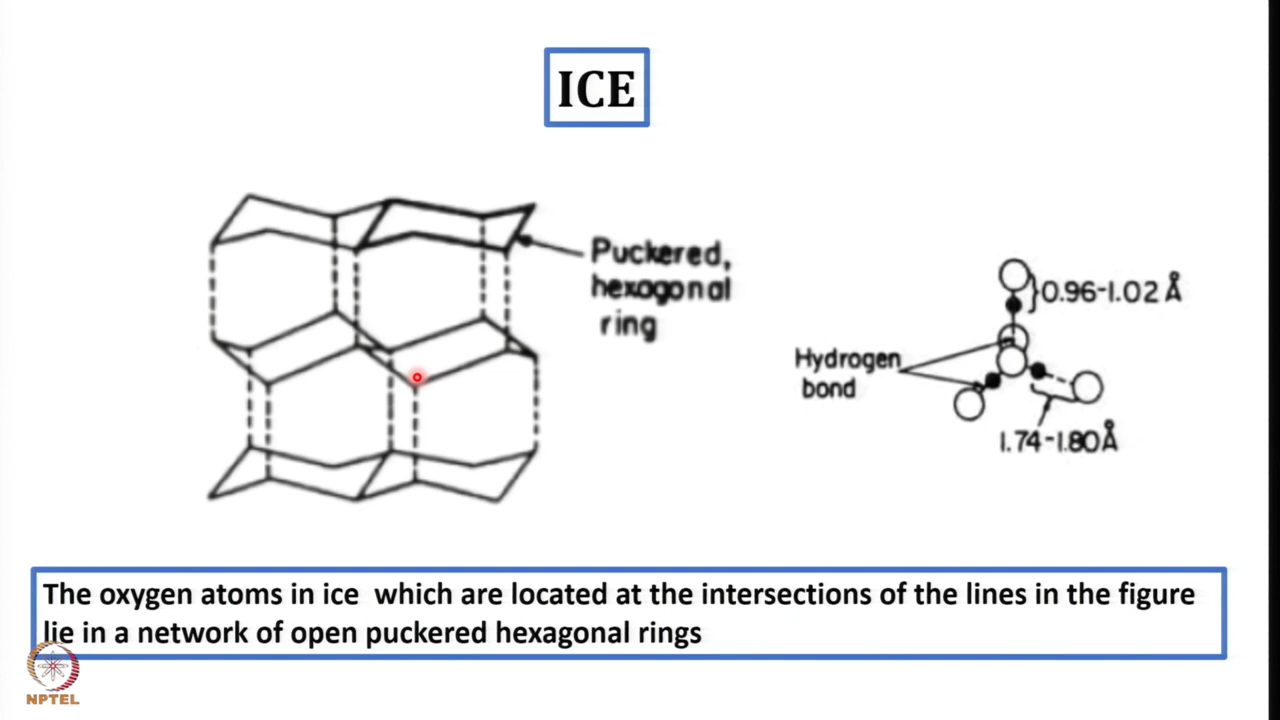 ICE
Puckered,
hexagonal
ring
0.96-1.02 Å
Hydrogen
bond
1.74-1.80Å
The oxygen atoms in ice which are located at the intersections of the lines in the figure
lie in a network of open puckered hexagonal rings
NPTEL